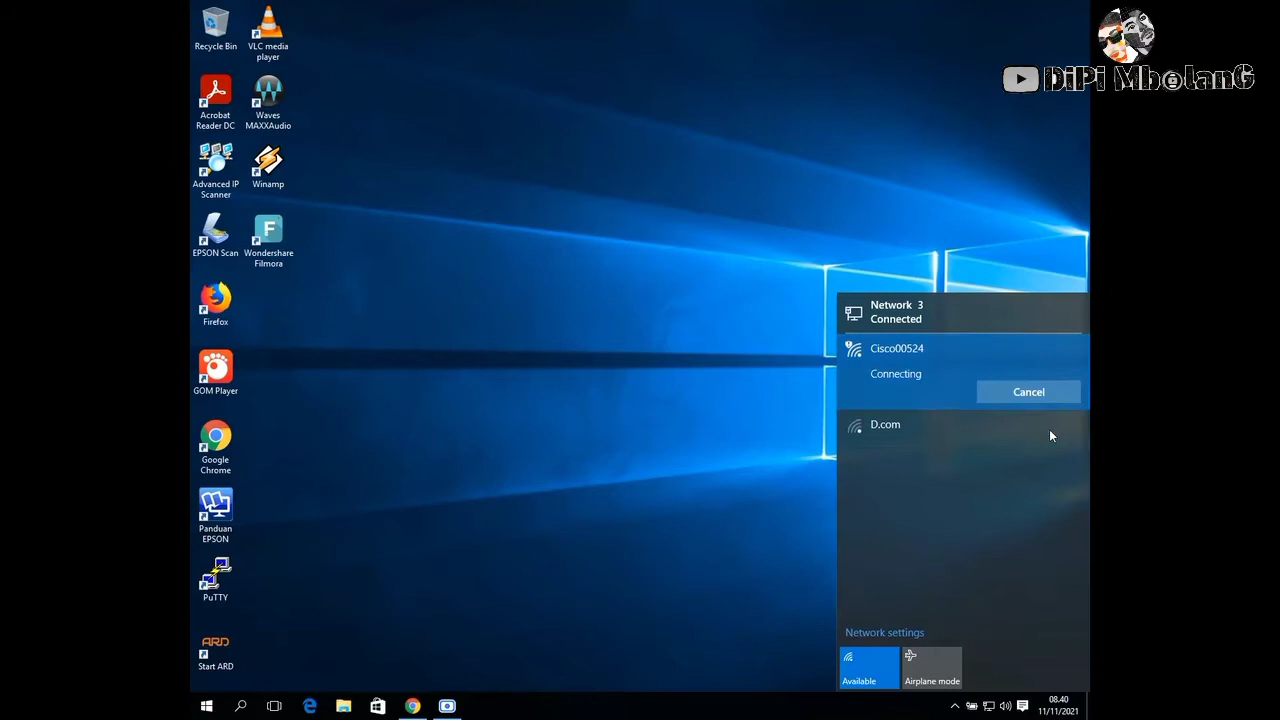 DiPi MbolanG
Recycle Bin
VLC media
player
Acrobat
Reader DC
Waves
MAXXAudio
Advanced IP
Scanner
Winamp
EPSON Scan
Wondershare
Filmora
Firefox
GOM Player
Google
Chrome
Panduan
EPSON
PuTTY
ARD
Start ARD
Network 3
Connected
Cisco00524
Connecting
Cancel
D.com
Network settings
Available
Airplane mode
08.40
11/11/2021